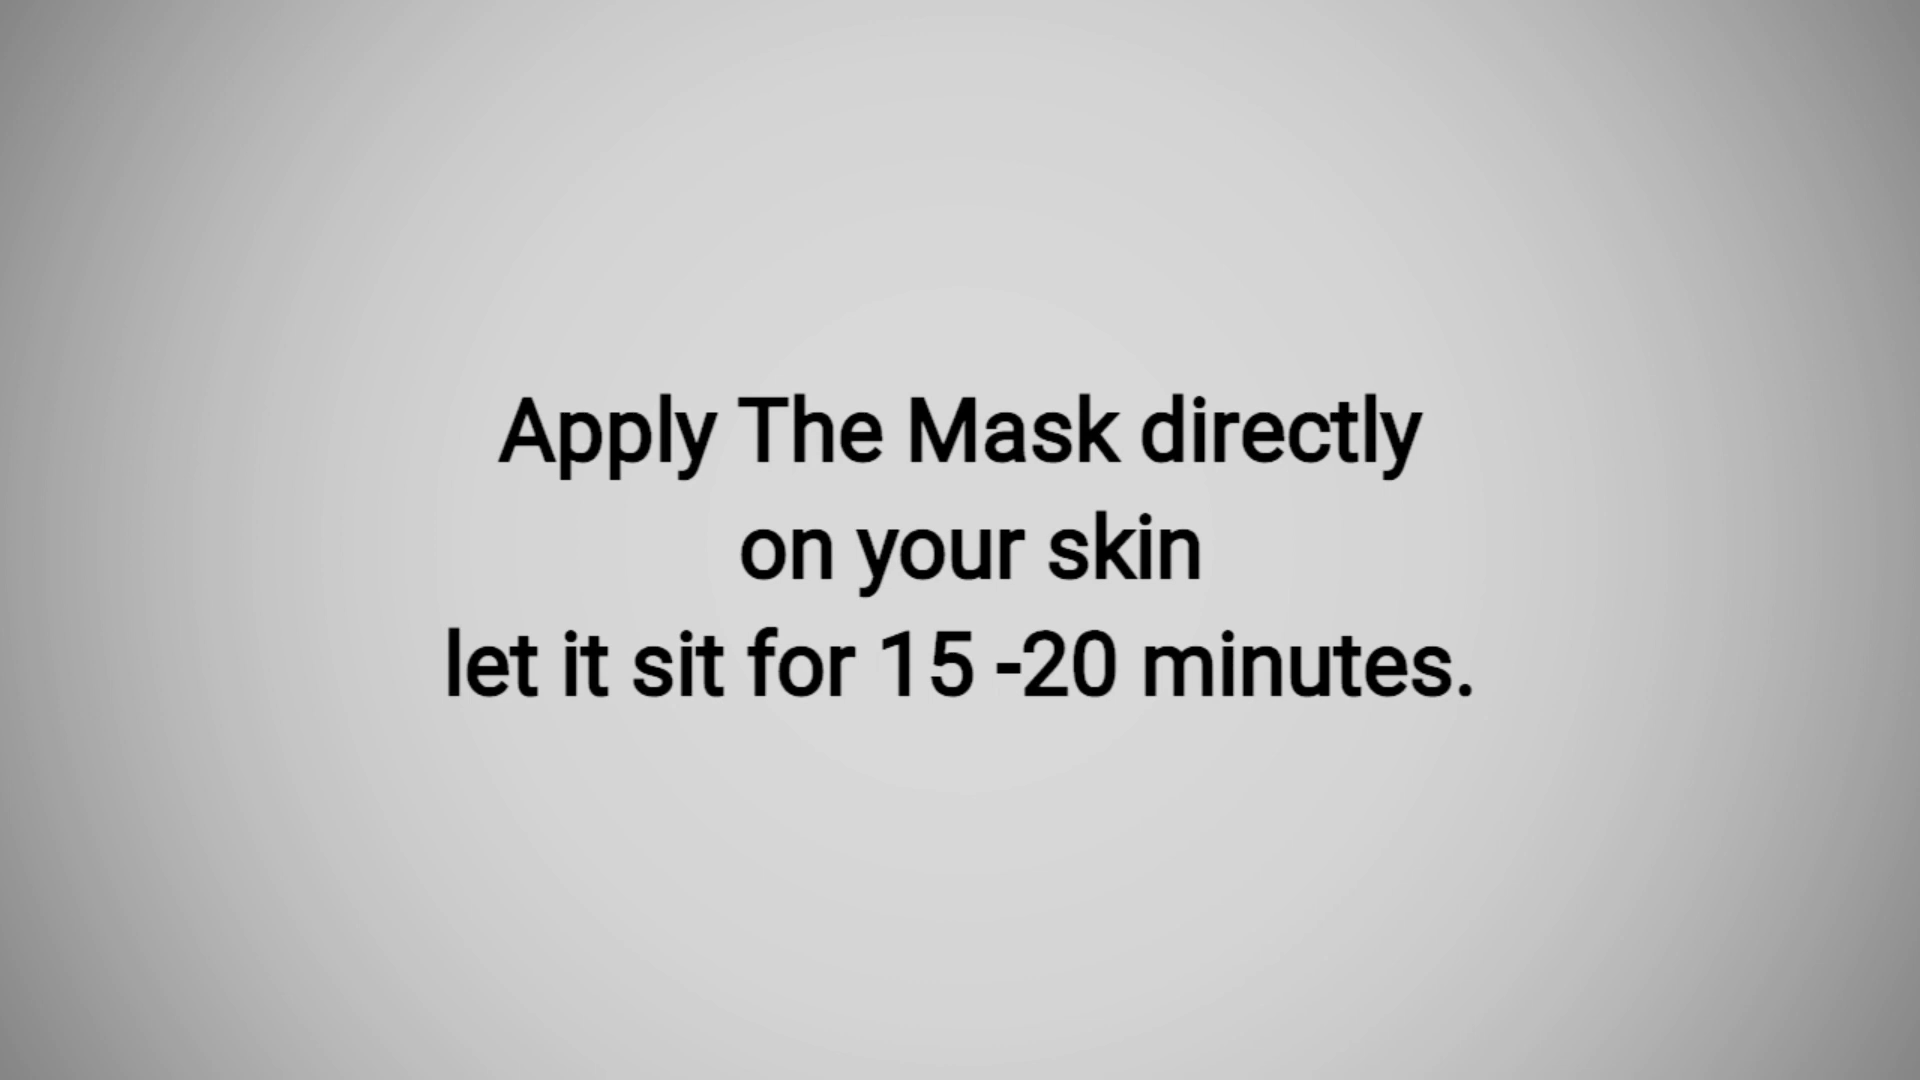 Apply The Mask directly
on your skin
let it sit for 15 -20 minutes.